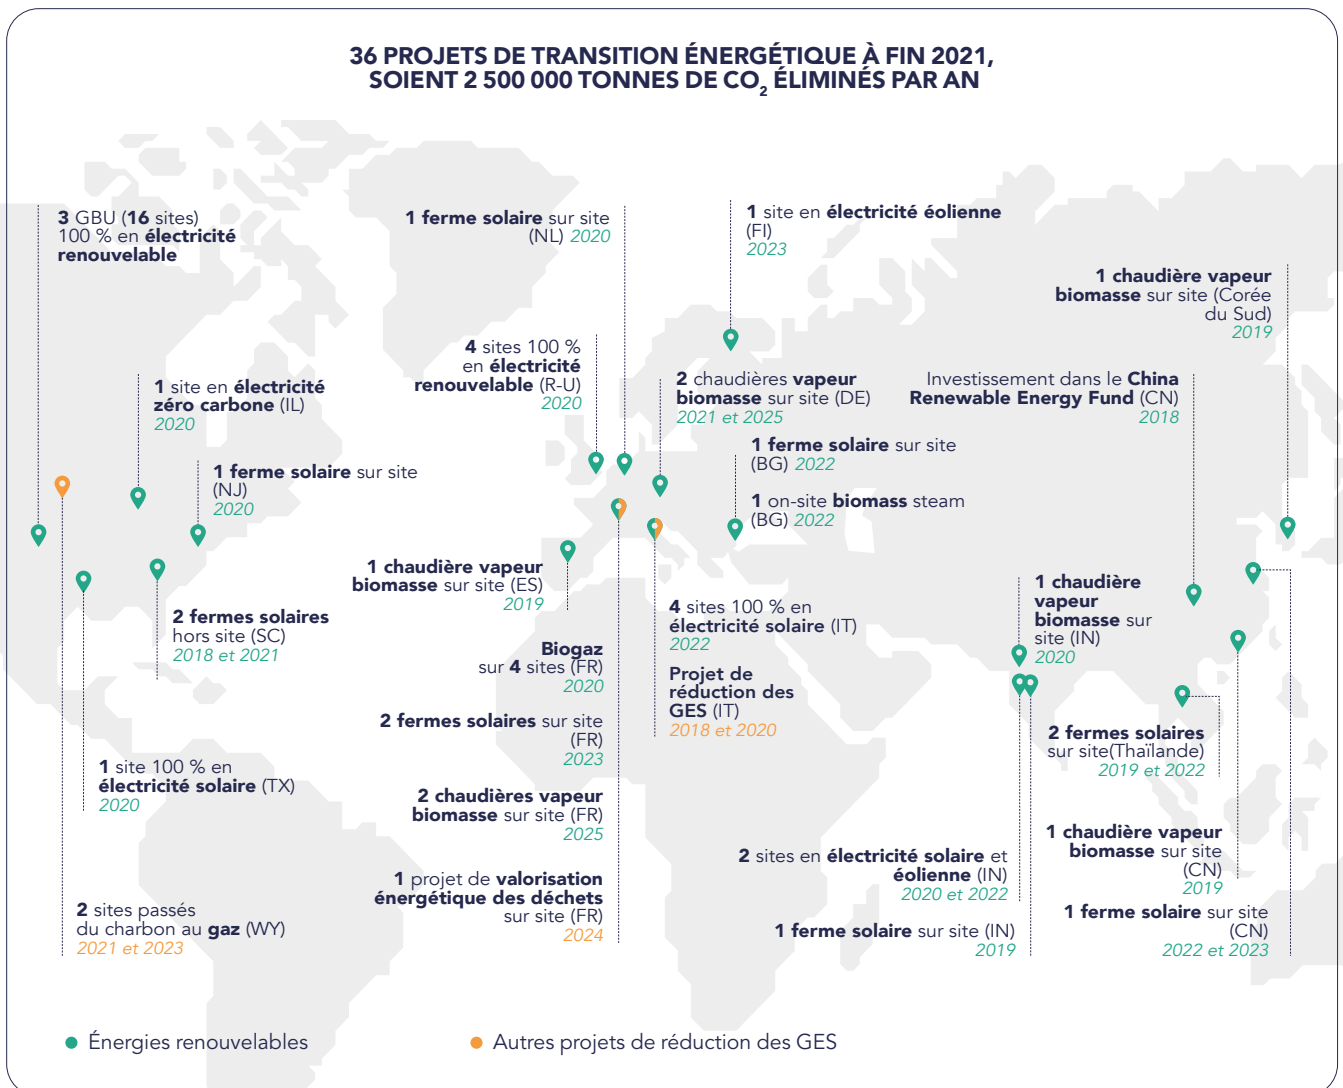 36 PROJETS DE TRANSITION ÉNERGÉTIQUE À FIN 2021,
SOIENT 2 500 000 TONNES DE CO₂ ÉLIMINÉS PAR AN
3 GBU (16 sites)
100 % en électricité
renouvelable
1 ferme solaire sur site
(NL) 2020
1 site en électricité éolienne
(FI)
2023
1 chaudière vapeur
biomasse sur site (Corée
du Sud)
2019
4 sites 100 %
en électricité
renouvelable (R-U)
2020
1 site en électricité
zéro carbone (IL)
2020
2 chaudières vapeur
biomasse sur site (DE)
2021 et 2025
Investissement dans le China
Renewable Energy Fund (CN)
2018
1 ferme solaire sur site
(NJ)
2020
1 ferme solaire sur site
(BG) 2022
1 on-site biomass steam
(BG) 2022
1 chaudière vapeur
biomasse sur site (ES)
2019
1 chaudière
vapeur
biomasse sur
site (IN)
2020
2 fermes solaires
hors site (SC)
2018 et 2021
4 sites 100 % en
électricité solaire (IT)
2022
Biogaz
sur 4 sites (FR)
2020
Projet de
réduction des
GES (IT)
2018 et 2020
2 fermes solaires sur site
(FR)
2023
2 fermes solaires
sur site(Thaïlande)
2019 et 2022
1 site 100 % en
électricité solaire (TX)
2020
2 chaudières vapeur
biomasse sur site (FR)
2025
1 chaudière vapeur
biomasse sur site
(CN)
2019
2 sites en électricité solaire et
éolienne (IN)
2020 et 2022
1 projet de valorisation
énergétique des déchets
sur site (FR)
2024
2 sites passés
du charbon au gaz (WY)
2021 et 2023
1 ferme solaire sur site (IN)
2019
1 ferme solaire sur site
(CN)
2022 et 2023
Énergies renouvelables
Autres projets de réduction des GES